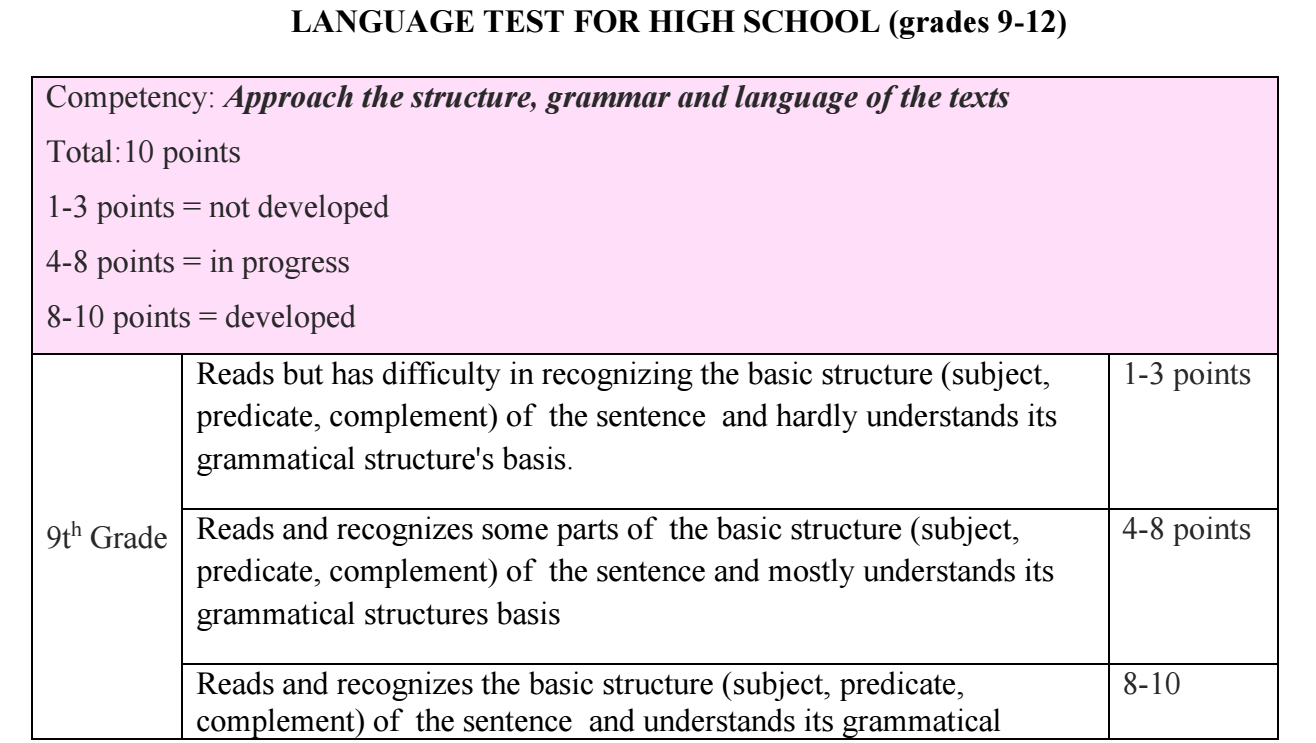 LANGUAGE TEST FOR HIGH SCHOOL (grades 9-12)
Competency: Approach the structure, grammar and language of the texts
Total:10 points
1-3 points = not developed
4-8 points = in progress
8-10 points = developed
Reads but has difficulty in recognizing the basic structure (subject,
predicate, complement) of the sentence and hardly understands its
grammatical structure's basis.
1-3 points
9th Grade
Reads and recognizes some parts of the basic structure (subject,
predicate, complement) of the sentence and mostly understands its
grammatical structures basis
4-8 points
Reads and recognizes the basic structure (subject, predicate,
complement) of the sentence and understands its grammatical
8-10